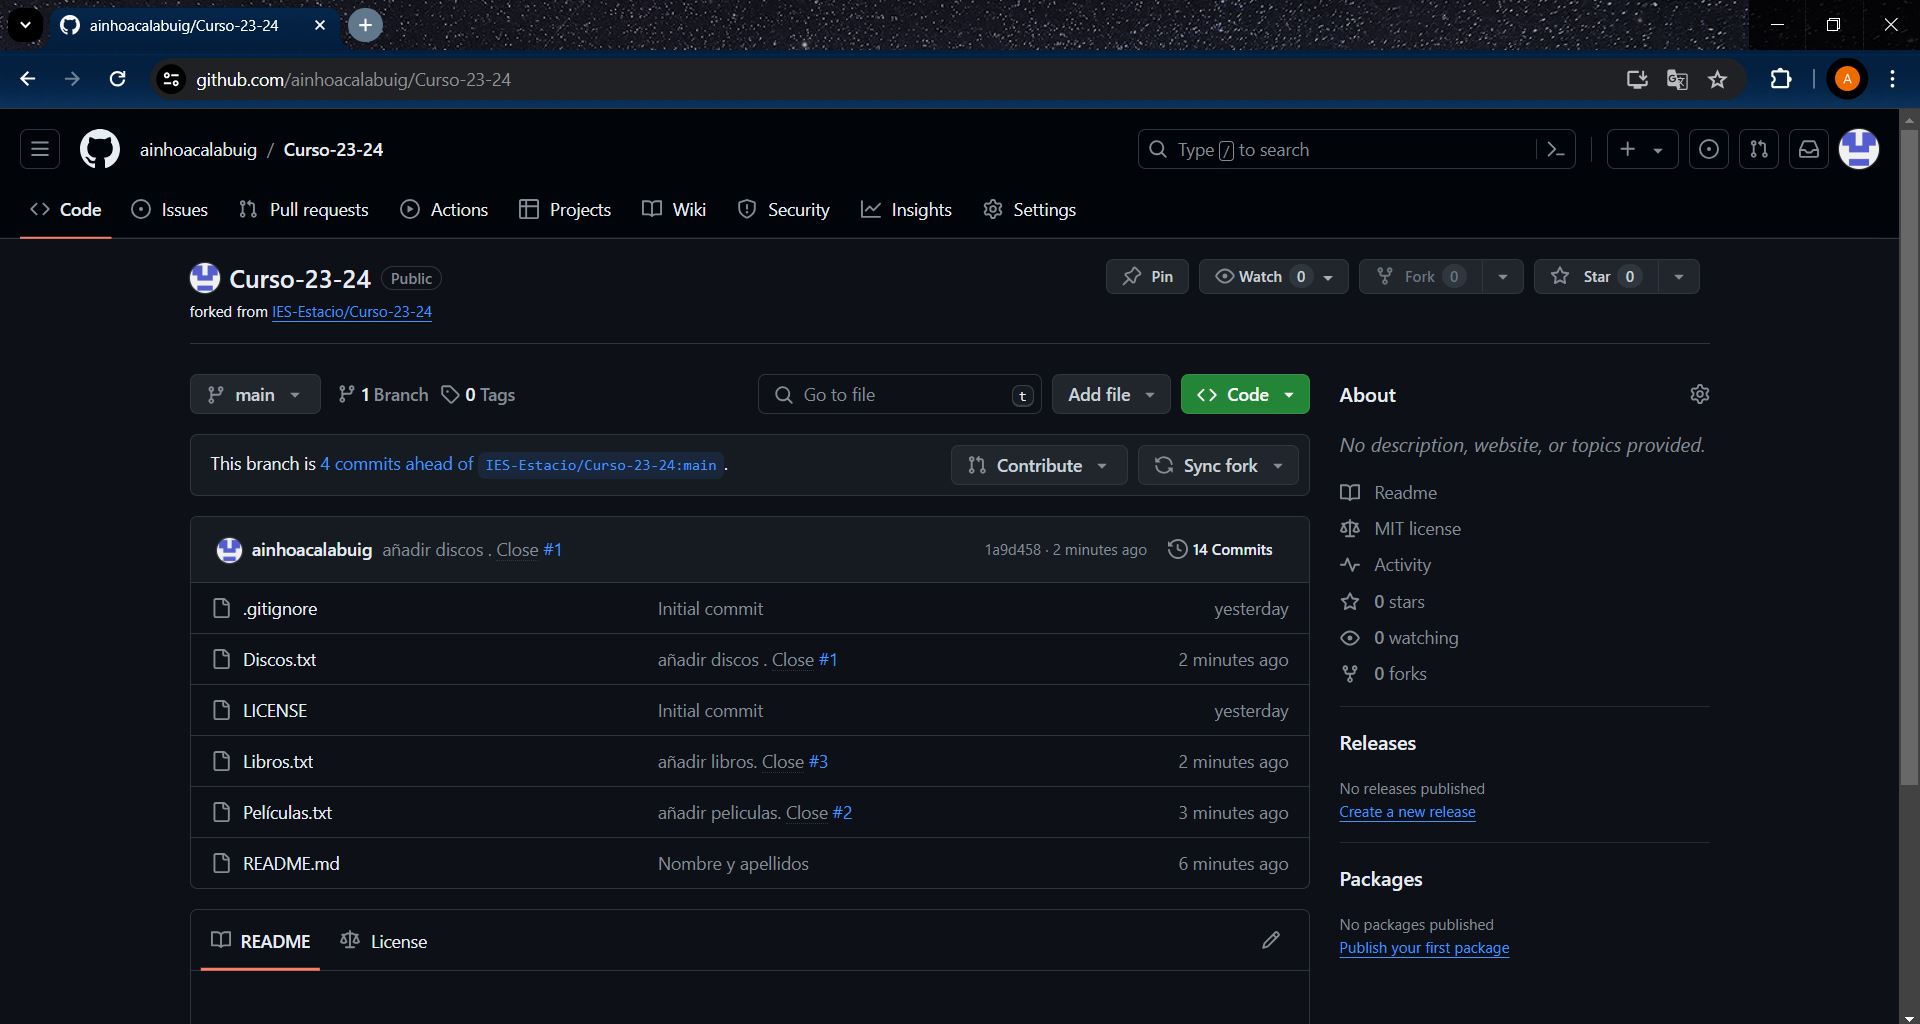 ainhoacalabuig/Curso-23-24
github.com/ainhoacalabuig/Curso-23-24
A
ainhoacalabuig / Curso-23-24
Type / to search
Code Issues Pull requests Actions Projects Wiki Security Insights Settings
Curso-23-24 Public
Pin Watch 0 Fork 0 Star 0
forked from IES-Estacio/Curso-23-24
main 1 Branch 0 Tags Go to file t Add file Code
This branch is 4 commits ahead of IES-Estacio/Curso-23-24:main . Contribute Sync fork
ainhoacalabuig añadir discos . Close #1 1a9d458 · 2 minutes ago 14 Commits
.gitignore Initial commit yesterday
Discos.txt añadir discos . Close #1 2 minutes ago
LICENSE Initial commit yesterday
Libros.txt añadir libros. Close #3 2 minutes ago
Películas.txt añadir peliculas. Close #2 3 minutes ago
README.md Nombre y apellidos 6 minutes ago
README License
About
No description, website, or topics provided.
Readme
MIT license
Activity
0 stars
0 watching
0 forks
Releases
No releases published
Create a new release
Packages
No packages published
Publish your first package